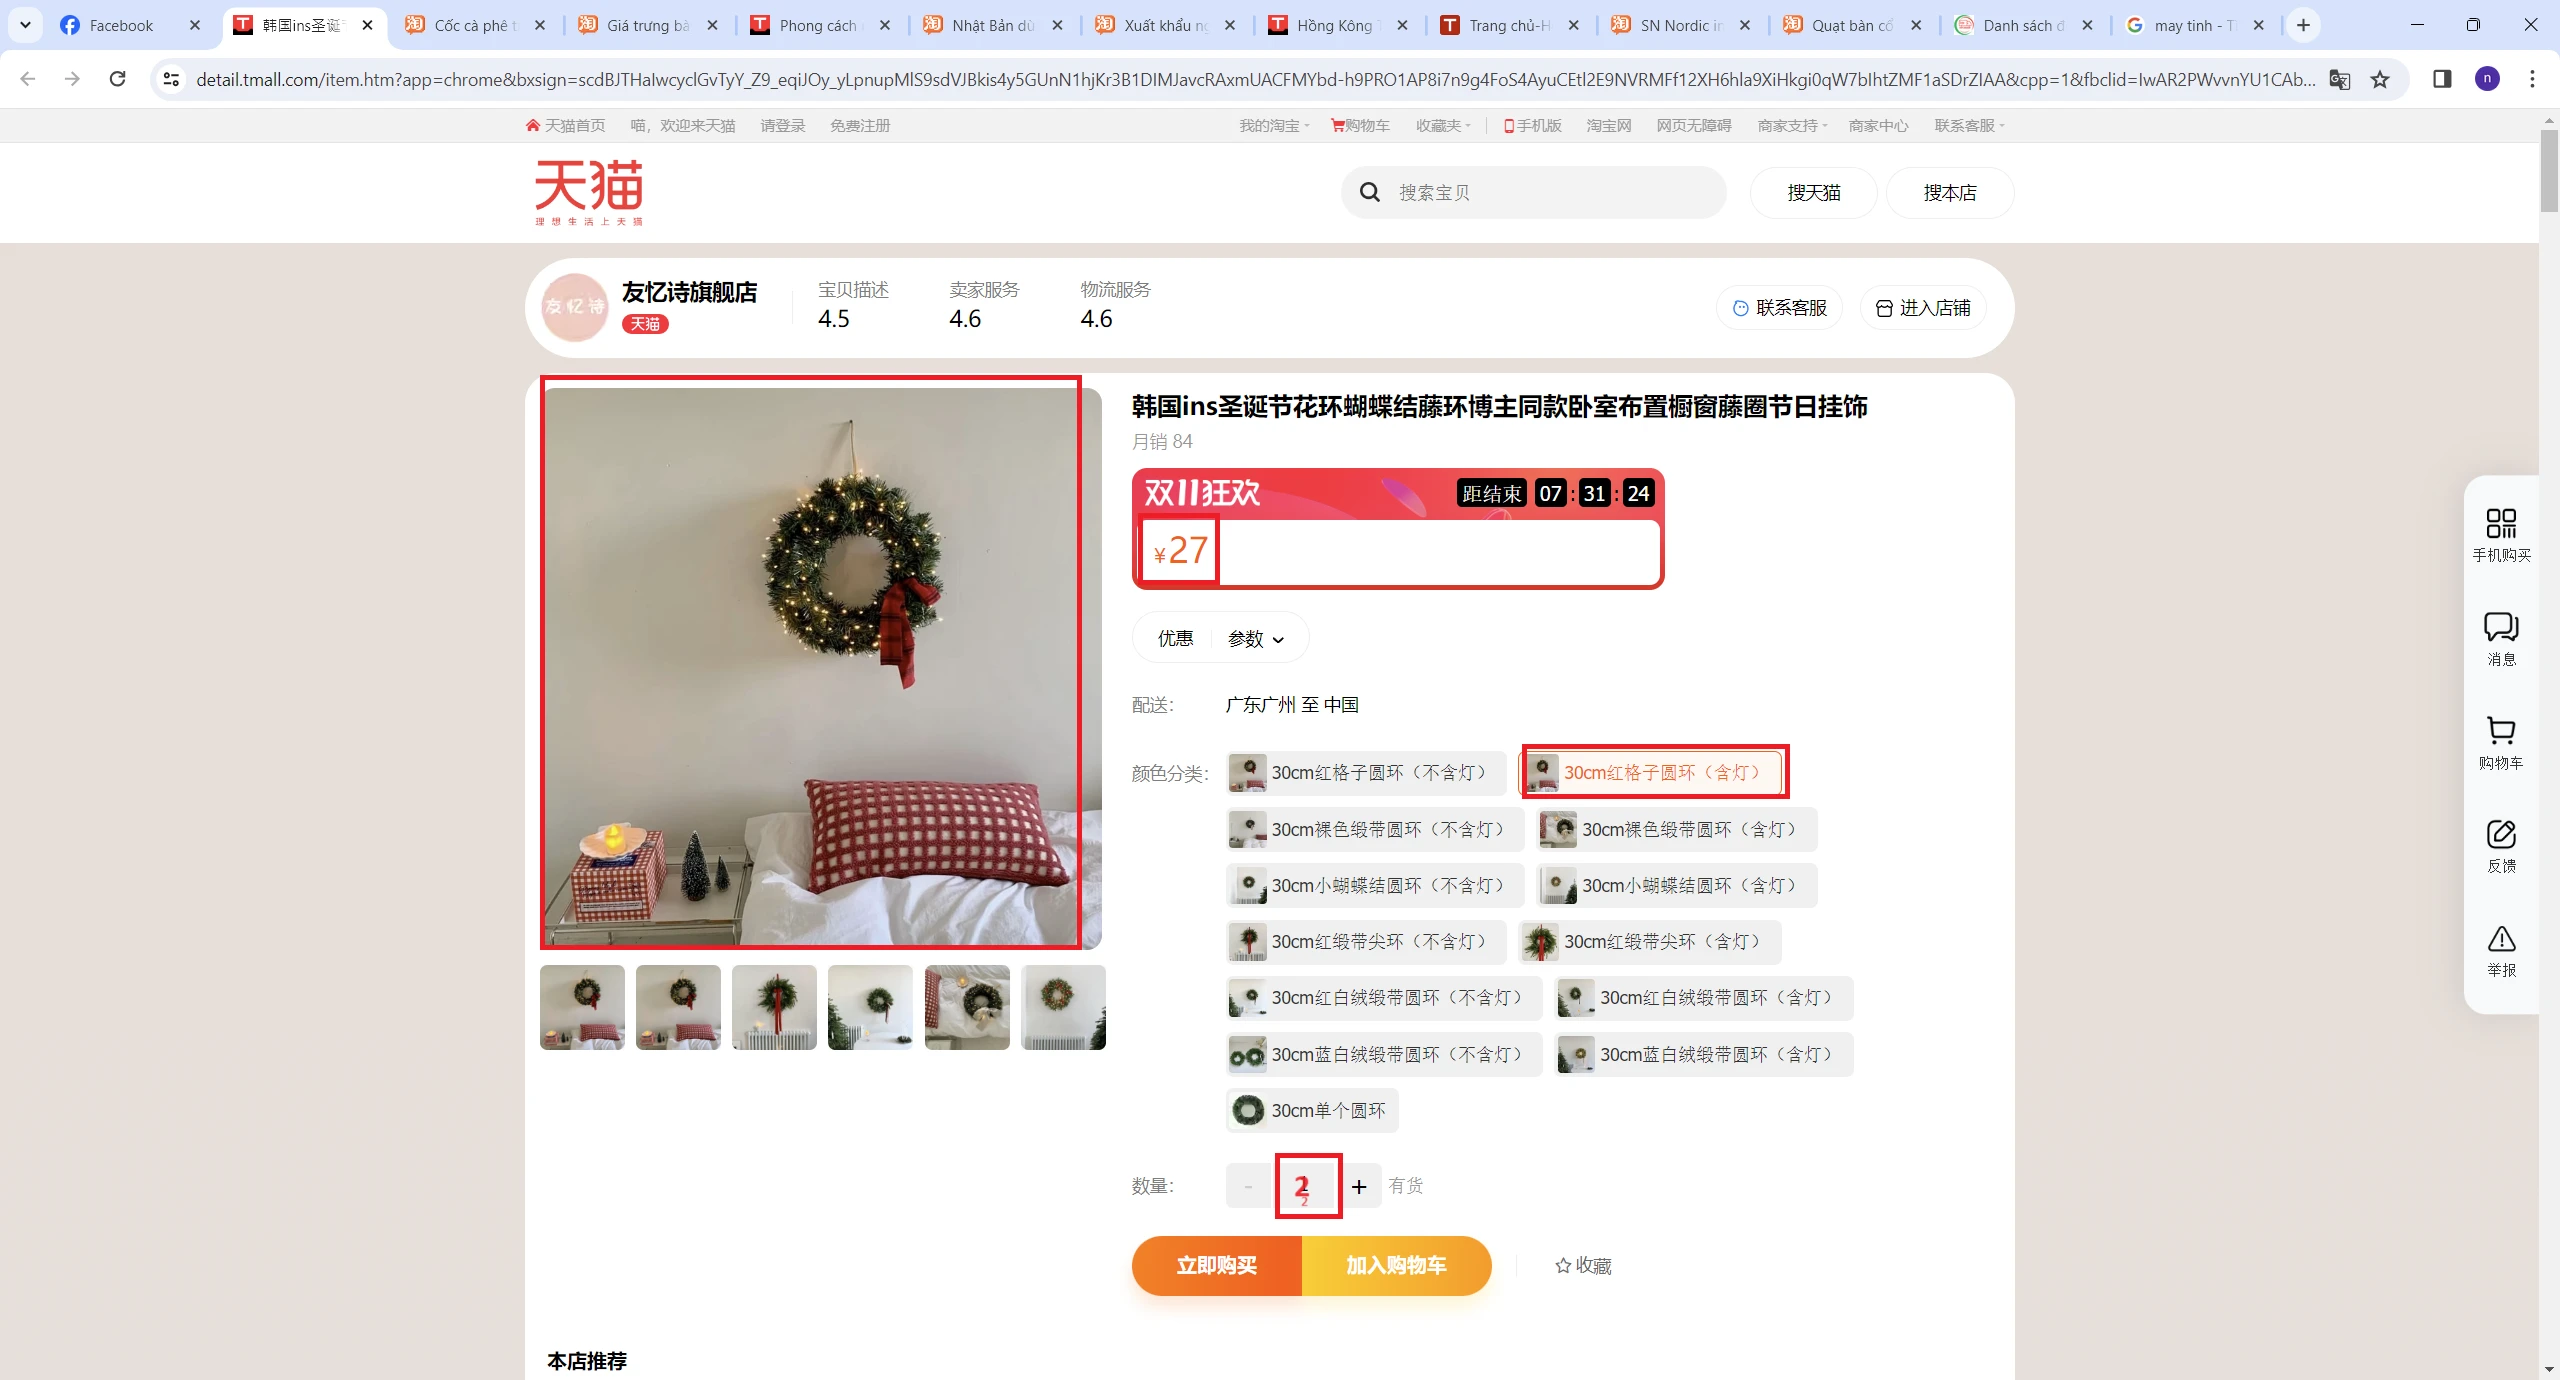 Facebook
韩国ins圣诞节
Cốc cà phê t
Giá trưng bà
Phong cách
Nhật Bản dù
Xuất khẩu ng
Hồng Kông T
Trang chủ-H
SN Nordic in
Quạt bàn cổ
Danh sách đ
may tinh - T
detail.tmall.com/item.htm?app=chrome&bxsign=scdBJTHaIwcyclGvTyY_Z9_eqiJOy_yLpnupMlS9sdVJBkis4y5GUnN1hjKr3B1DIMJavcRAxmUACFMYbd-h9PRO1AP8i7n9g4FoS4AyuCEtl2E9NVRMFf12XH6hla9XiHkgi0qW7bIhtZMF1aSDrZIAA&cpp=1&fbclid=IwAR2PWvvnYU1CAb...
n
天猫首页 喵，欢迎来天猫 请登录 免费注册
我的淘宝 购物车 收藏夹 手机版 淘宝网 网页无障碍 商家支持 商家中心 联系客服
天猫
理想生活上天猫
搜索宝贝 搜天猫 搜本店
友忆诗
友忆诗旗舰店
天猫
宝贝描述 卖家服务 物流服务
4.5 4.6 4.6
联系客服 进入店铺
韩国ins圣诞节花环蝴蝶结藤环博主同款卧室布置橱窗藤圈节日挂饰
月销 84
双11狂欢 距结束 07 : 31 : 24
¥27
优惠 参数
配送： 广东广州 至 中国
颜色分类： 30cm红格子圆环（不含灯） 30cm红格子圆环（含灯）
30cm裸色缎带圆环（不含灯） 30cm裸色缎带圆环（含灯）
30cm小蝴蝶结圆环（不含灯） 30cm小蝴蝶结圆环（含灯）
30cm红缎带尖环（不含灯） 30cm红缎带尖环（含灯）
30cm红白绒缎带圆环（不含灯） 30cm红白绒缎带圆环（含灯）
30cm蓝白绒缎带圆环（不含灯） 30cm蓝白绒缎带圆环（含灯）
30cm单个圆环
数量： - 2 + 有货
2
立即购买 加入购物车 收藏
本店推荐
手机购买
消息
购物车
反馈
举报